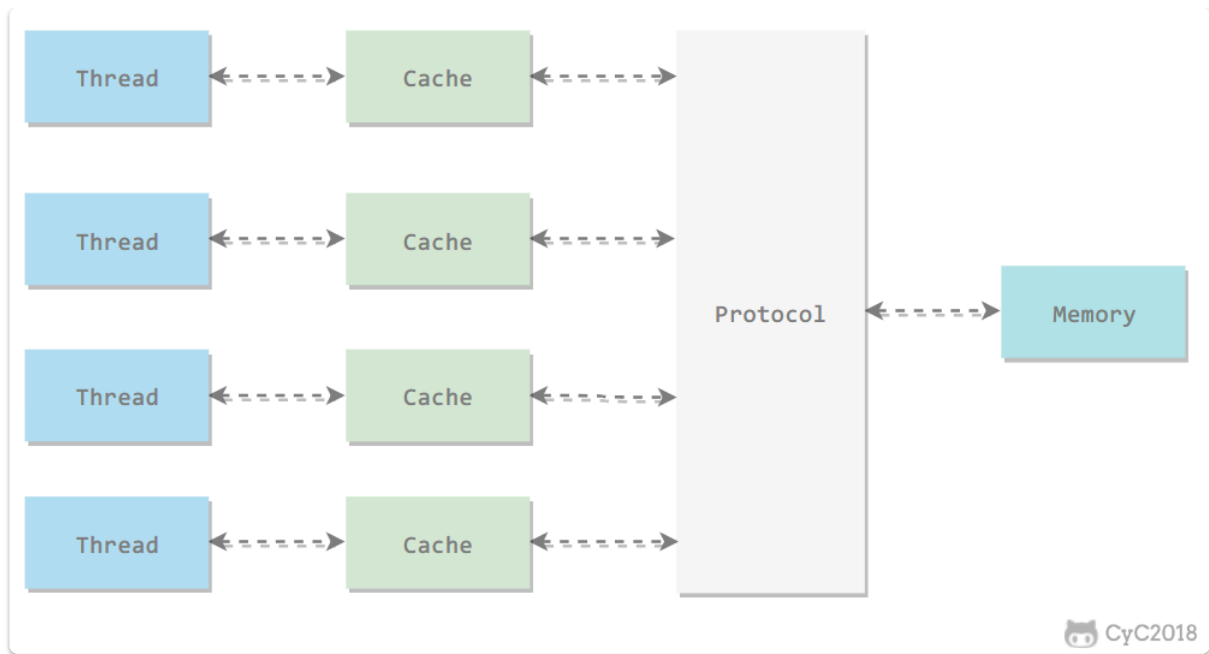 Thread
Cache
Thread
Cache
Protocol
Memory
Thread
Cache
Thread
Cache
CyC2018